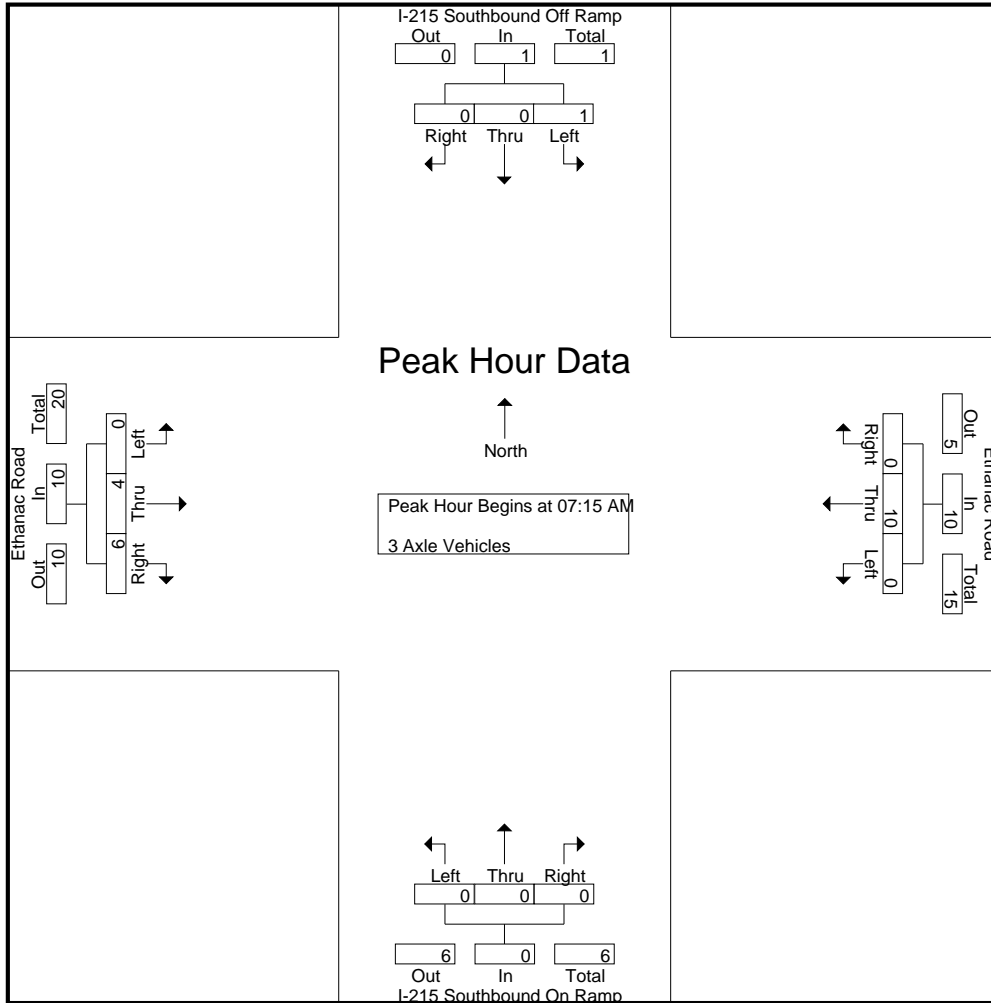 I-215 Southbound Off Ramp
Out In Total
0 1 1
0 0 1
Right Thru Left
Peak Hour Data
North
Peak Hour Begins at 07:15 AM
3 Axle Vehicles
Ethanac Road
Total In Out
20 10 10
0 4 6
Left Thru Right
Ethanac Road
Out In Total
5 10 15
0 10 0
Right Thru Left
Left Thru Right
0 0 0
6 0 6
Out In Total
I-215 Southbound On Ramp